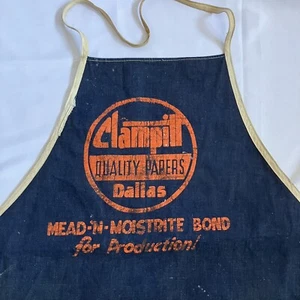 Clampitt
QUALITY PAPERS
Dallas
MEAD-'N-MOISTRITE BOND
for Production!